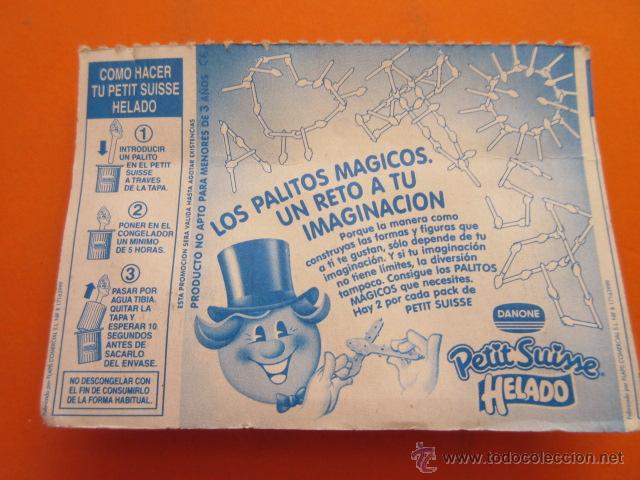 COMO HACER
TU PETIT SUISSE
HELADO
1
INTRODUCIR
UN PALITO
EN EL PETIT
SUISSE
A TRAVES
DE LA TAPA.
2
PONER EN EL
CONGELADOR
UN MINIMO
DE 5 HORAS.
3
PASAR POR
AGUA TIBIA.
QUITAR LA
TAPA Y
ESPERAR 10
SEGUNDOS
ANTES DE
SACARLO
DEL ENVASE.
NO DESCONGELAR CON
EL FIN DE CONSUMIRLO
DE LA FORMA HABITUAL.
ESTA PROMOCION SERA VALIDA HASTA AGOTAR EXISTENCIAS
PRODUCTO NO APTO PARA MENORES DE 3 AÑOS
LOS PALITOS MAGICOS.
UN RETO A TU
IMAGINACION
Porque la manera como
construyas las formas y figuras que
a ti te gustan, sólo depende de tu
imaginación. Y si tu imaginación
no tiene límites, la diversión
tampoco. Consigue los PALITOS
MAGICOS que necesites.
Hay 2 por cada pack de
PETIT SUISSE
DANONE
Petit Suisse
HELADO
www.todocoleccion.net